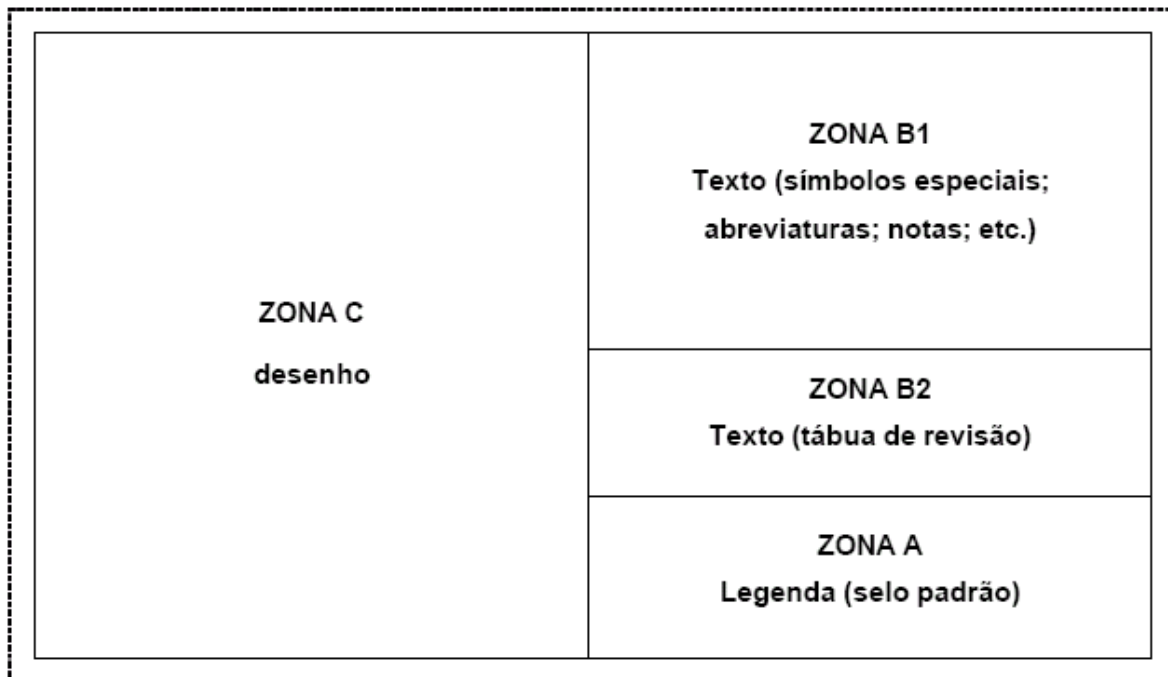 ZONA C
desenho
ZONA B1
Texto (símbolos especiais;
abreviaturas; notas; etc.)
ZONA B2
Texto (tábua de revisão)
ZONA A
Legenda (selo padrão)